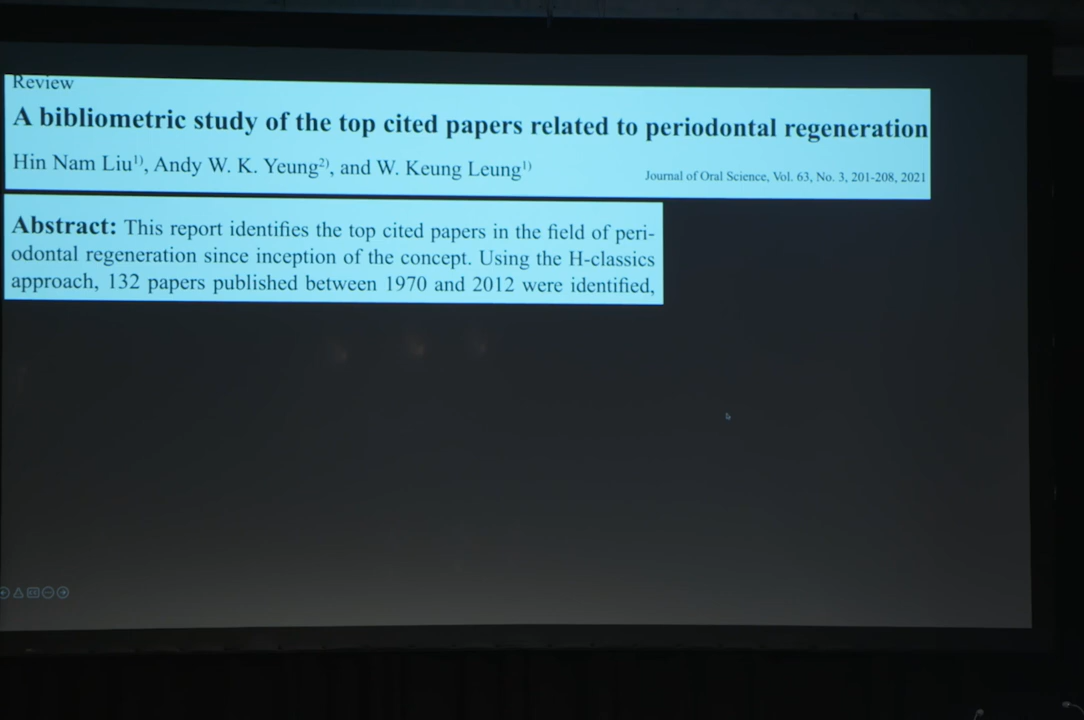 Review
A bibliometric study of the top cited papers related to periodontal regeneration
Hin Nam Liu¹⁾, Andy W. K. Yeung²⁾, and W. Keung Leung¹⁾
Journal of Oral Science, Vol. 63, No. 3, 201-208, 2021
Abstract: This report identifies the top cited papers in the field of peri-
odontal regeneration since inception of the concept. Using the H-classics
approach, 132 papers published between 1970 and 2012 were identified,